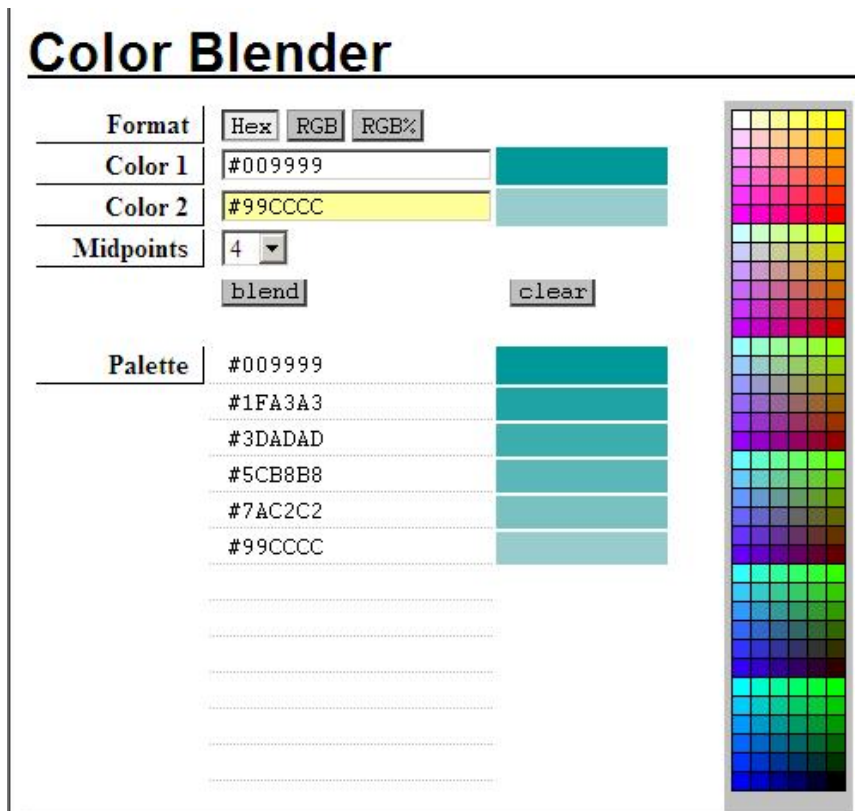 Color Blender
Format Hex RGB RGB%
Color 1 #009999
Color 2 #99CCCC
Midpoints 4
blend clear
Palette #009999
#1FA3A3
#3DADAD
#5CB8B8
#7AC2C2
#99CCCC